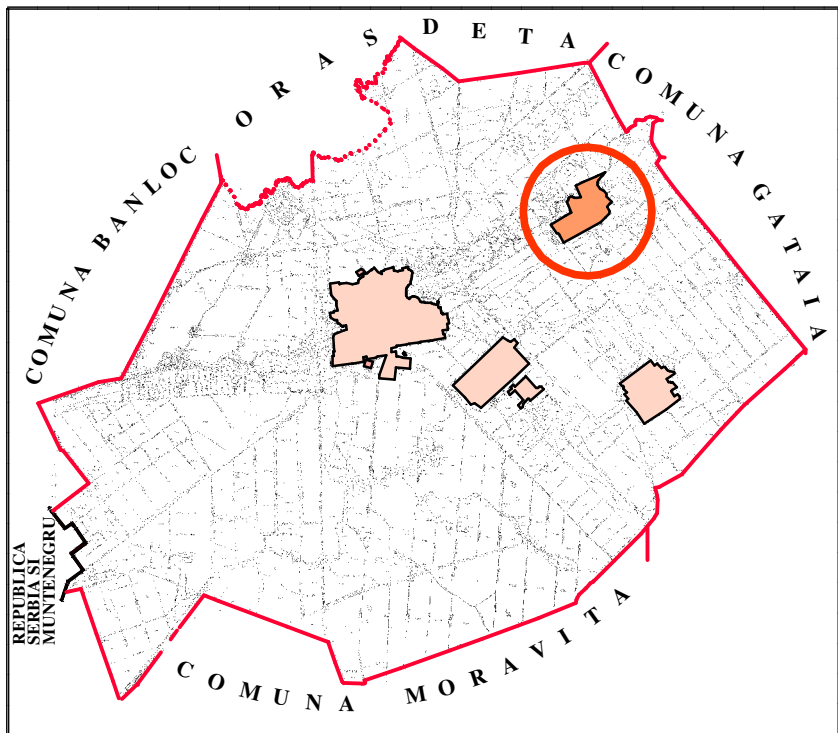 ORAS DETA
COMUNA GATAIA
COMUNA BANLOC
REPUBLICA
SERBIA SI
MUNTENEGRU
COMUNA MORAVITA